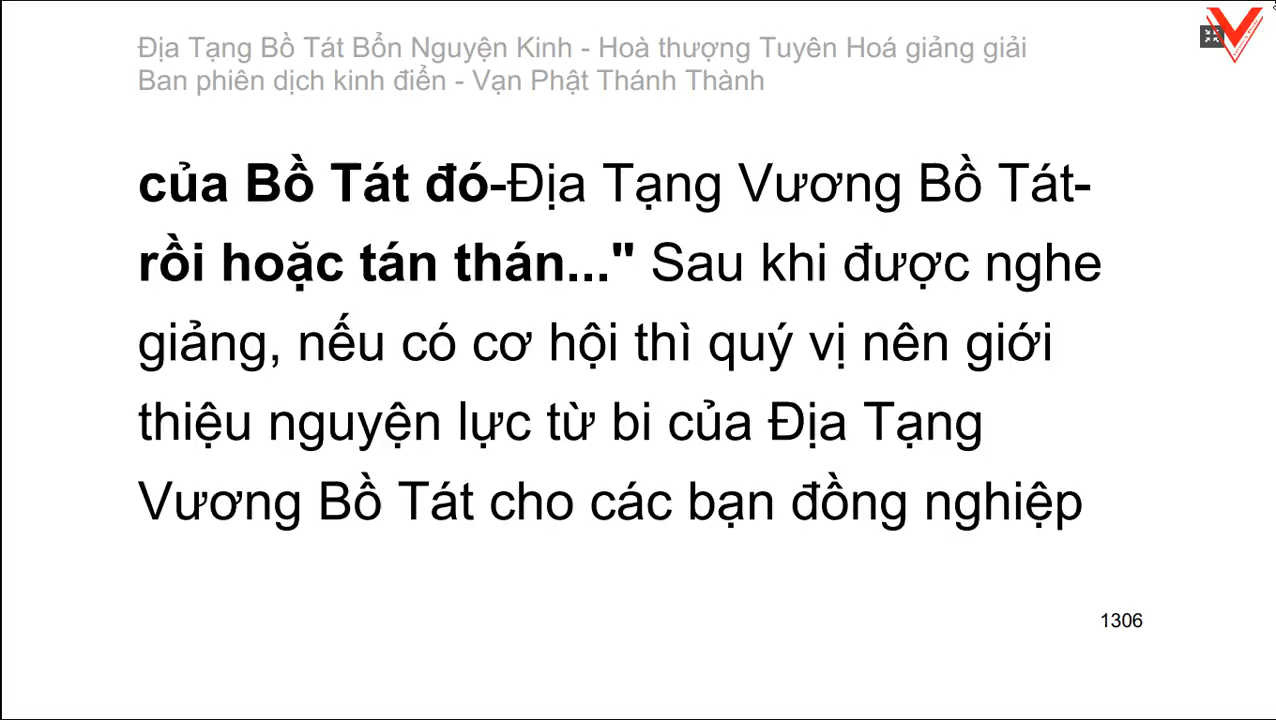 Địa Tạng Bồ Tát Bổn Nguyện Kinh - Hoà thượng Tuyên Hoá giảng giải
Ban phiên dịch kinh điển - Vạn Phật Thánh Thành
của Bồ Tát đó-Địa Tạng Vương Bồ Tát-
rồi hoặc tán thán..." Sau khi được nghe
giảng, nếu có cơ hội thì quý vị nên giới
thiệu nguyện lực từ bi của Địa Tạng
Vương Bồ Tát cho các bạn đồng nghiệp
1306